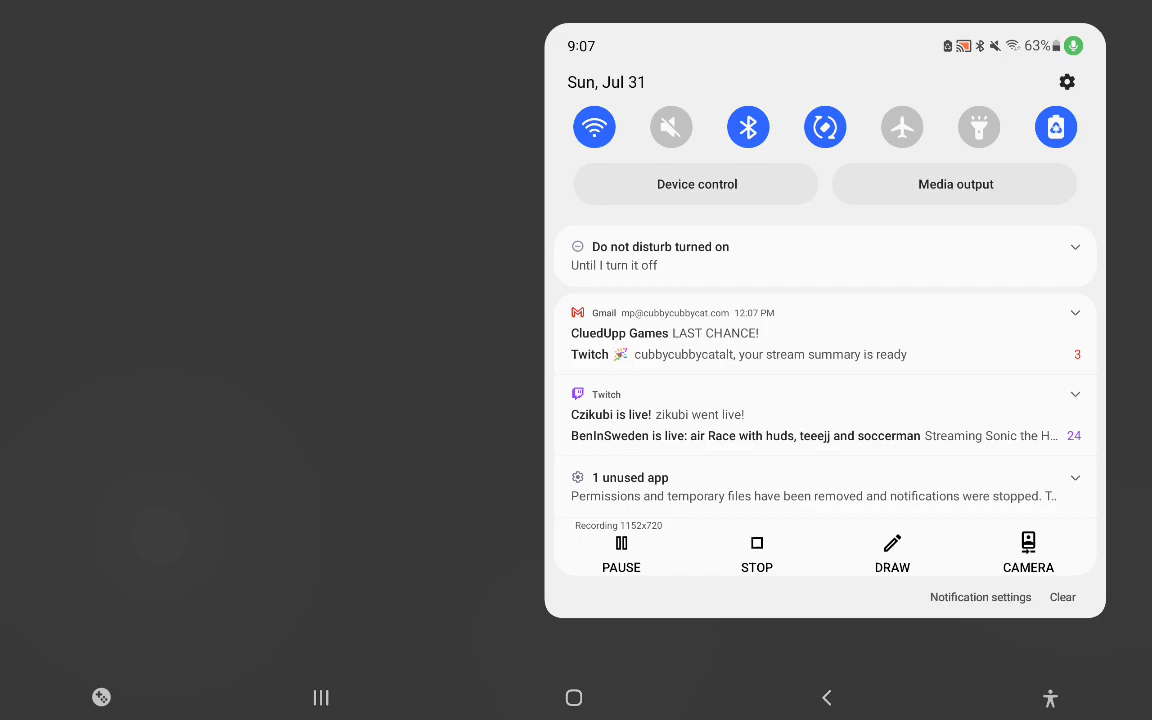 9:07
63%
Sun, Jul 31
Device control
Media output
Do not disturb turned on
Until I turn it off
Gmail mp@cubbycubbycat.com 12:07 PM
CluedUpp Games LAST CHANCE!
Twitch 🎉 cubbycubbycatalt, your stream summary is ready 3
Twitch
Czikubi is live! zikubi went live!
BenInSweden is live: air Race with huds, teeejj and soccerman Streaming Sonic the H... 24
1 unused app
Permissions and temporary files have been removed and notifications were stopped. T..
Recording 1152x720
PAUSE
STOP
DRAW
CAMERA
Notification settings
Clear